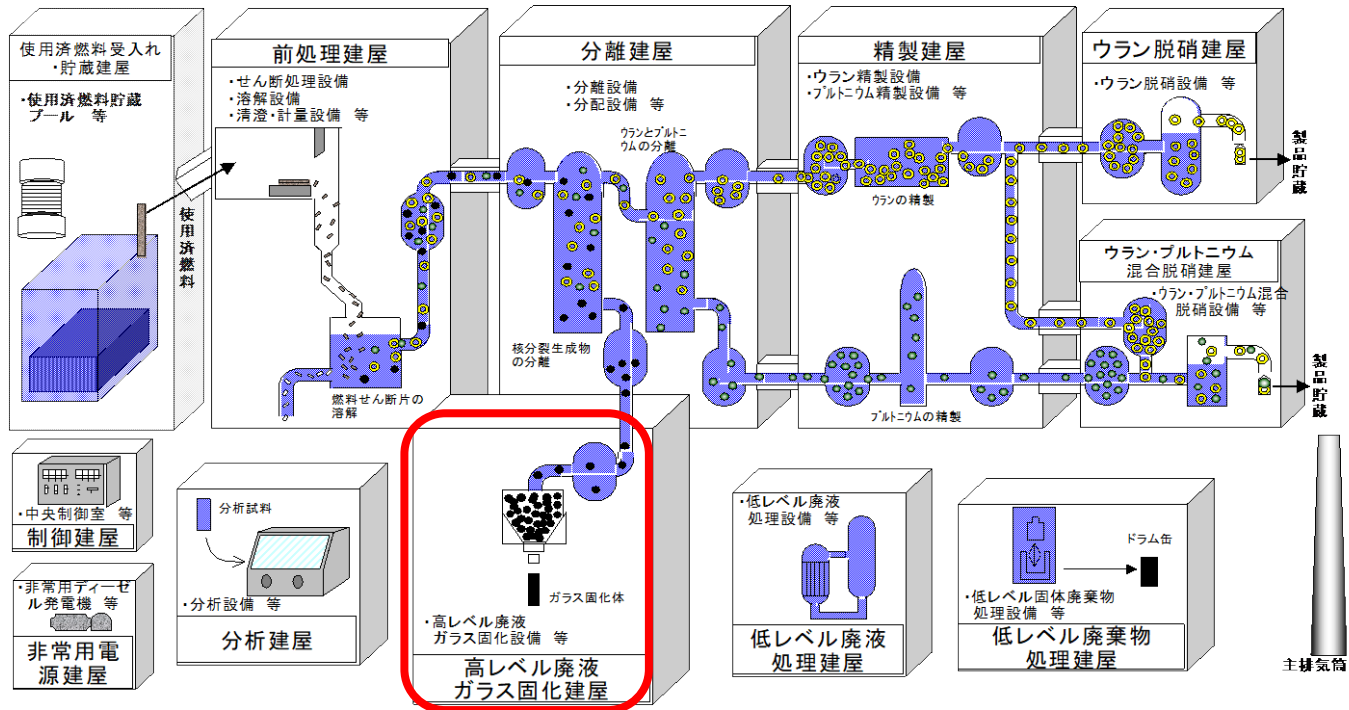 使用済燃料受入れ
・貯蔵建屋
・使用済燃料貯蔵
プール 等
使用済燃料
前処理建屋
・せん断処理設備
・溶解設備
・清澄・計量設備 等
燃料せん断片の
溶解
分離建屋
・分離設備
・分配設備 等
ウランとプルトニ
ウムの分離
核分裂生成物
の分離
精製建屋
・ウラン精製設備
・プルトニウム精製設備 等
ウランの精製
プルトニウムの精製
ウラン脱硝建屋
・ウラン脱硝設備 等
製品貯蔵
ウラン・プルトニウム
混合脱硝建屋
・ウラン・プルトニウム混合
脱硝設備 等
製品貯蔵
・中央制御室 等
制御建屋
・非常用ディーゼ
ル発電機 等
非常用電
源建屋
分析試料
・分析設備 等
分析建屋
ガラス固化体
・高レベル廃液
ガラス固化設備 等
高レベル廃液
ガラス固化建屋
・低レベル廃液
処理設備 等
低レベル廃液
処理建屋
ドラム缶
・低レベル固体廃棄物
処理設備 等
低レベル廃棄物
処理建屋
主排気筒